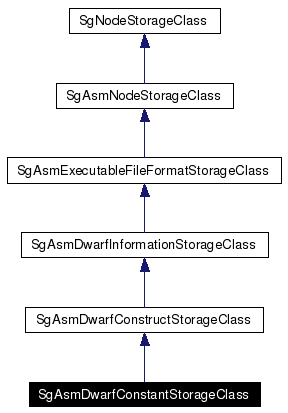 SgNodeStorageClass
SgAsmNodeStorageClass
SgAsmExecutableFileFormatStorageClass
SgAsmDwarfInformationStorageClass
SgAsmDwarfConstructStorageClass
SgAsmDwarfConstantStorageClass